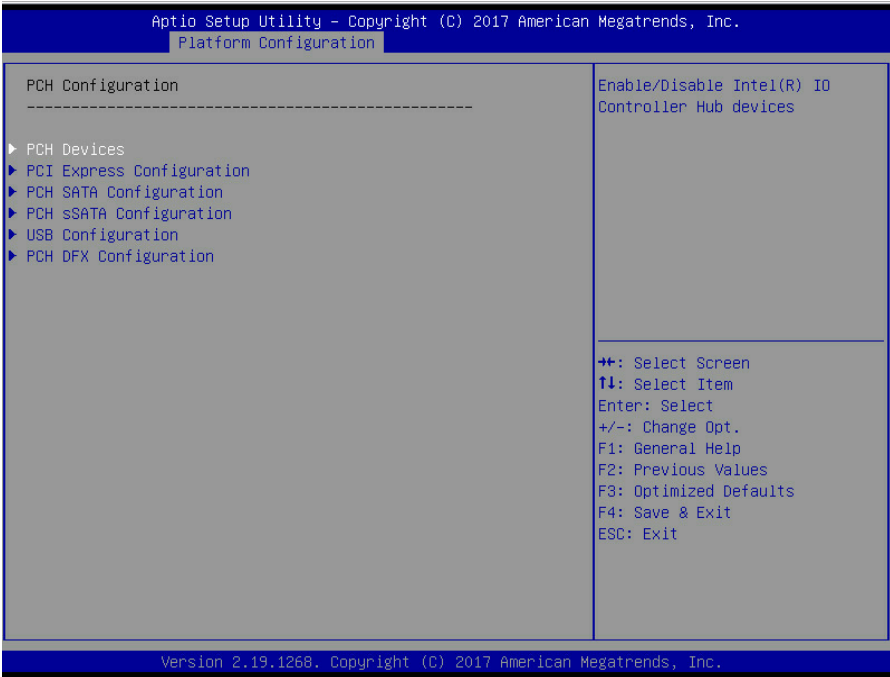 Aptio Setup Utility – Copyright (C) 2017 American Megatrends, Inc.
Platform Configuration
PCH Configuration
--------------------------------------------------
PCH Devices
PCI Express Configuration
PCH SATA Configuration
PCH sSATA Configuration
USB Configuration
PCH DFX Configuration
Enable/Disable Intel(R) IO
Controller Hub devices
→←: Select Screen
↑↓: Select Item
Enter: Select
+/-: Change Opt.
F1: General Help
F2: Previous Values
F3: Optimized Defaults
F4: Save & Exit
ESC: Exit
Version 2.19.1268. Copyright (C) 2017 American Megatrends, Inc.